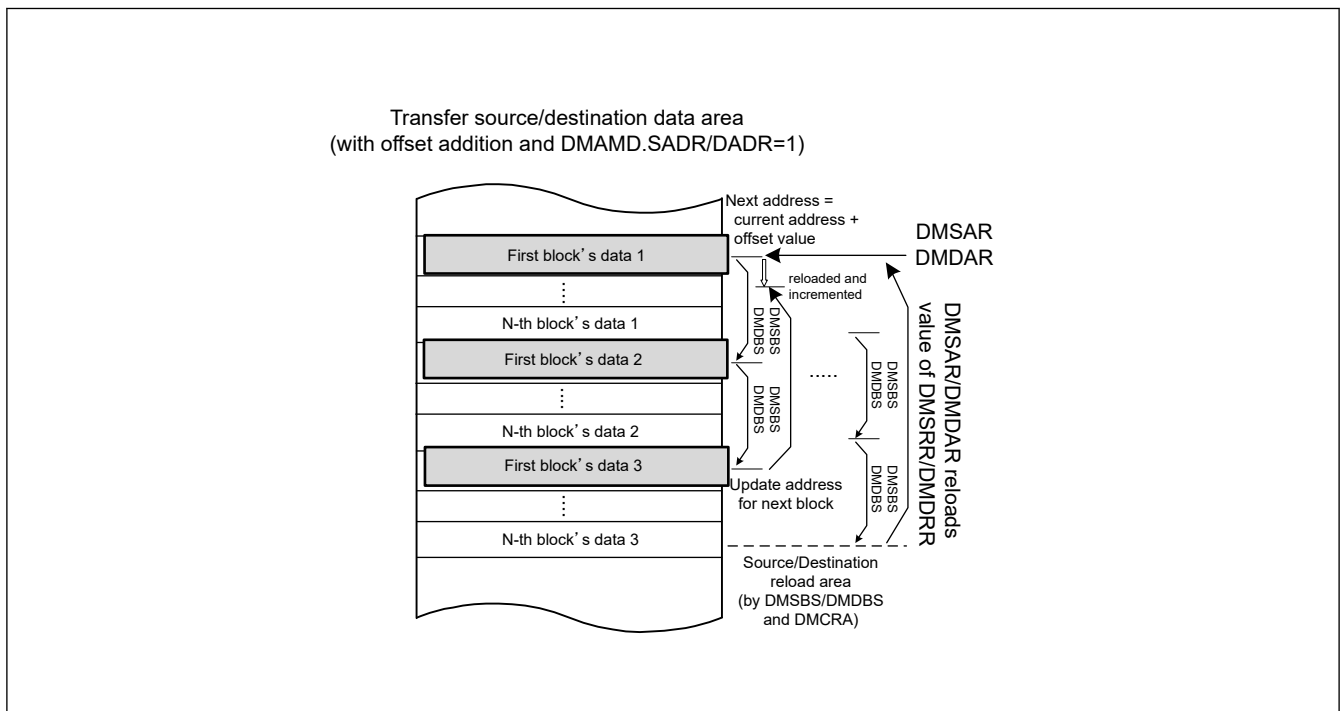 Transfer source/destination data area
(with offset addition and DMAMD.SADR/DADR=1)
Next address =
current address +
offset value
DMSAR
DMDAR
First block's data 1
reloaded and
incremented
N-th block's data 1
DMSBS
DMDBS
DMSBS
DMDBS
First block's data 2
.....
DMSBS
DMDBS
DMSBS
DMDBS
N-th block's data 2
First block's data 3
Update address
for next block
N-th block's data 3
DMSAR/DMDAR reloads
value of DMSRR/DMDRR
Source/Destination
reload area
(by DMSBS/DMDBS
and DMCRA)